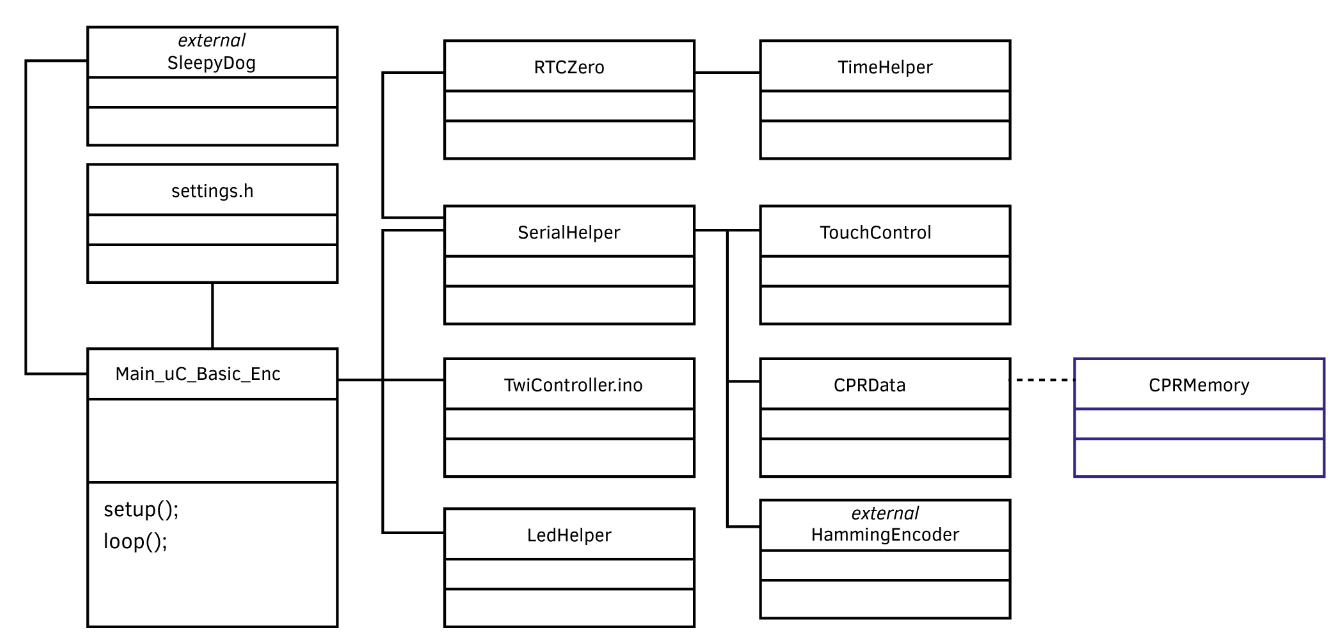 external
SleepyDog
settings.h
Main_uC_Basic_Enc
setup();
loop();
RTCZero
TimeHelper
SerialHelper
TouchControl
TwiController.ino
CPRData
CPRMemory
LedHelper
external
HammingEncoder